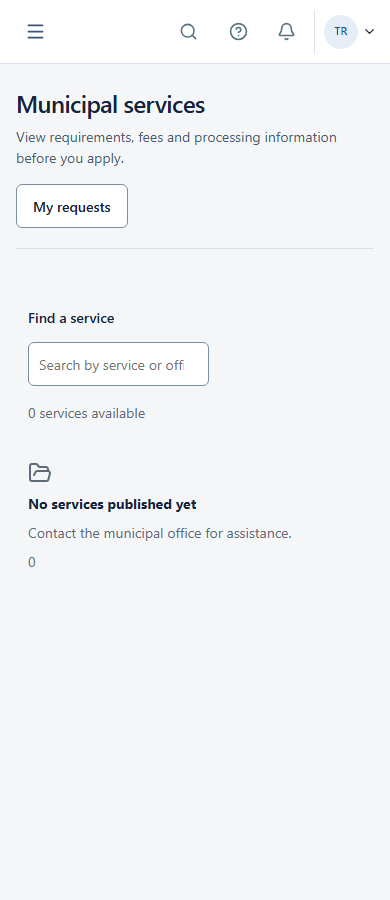 TR
Municipal services
View requirements, fees and processing information
before you apply.
My requests
Find a service
Search by service or off
0 services available
No services published yet
Contact the municipal office for assistance.
0